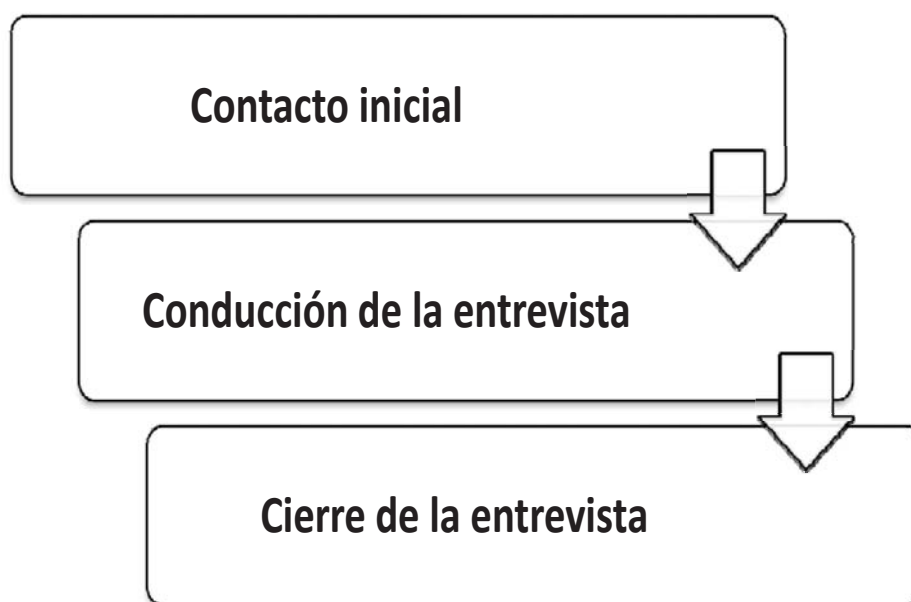 Contacto inicial
Conducción de la entrevista
Cierre de la entrevista